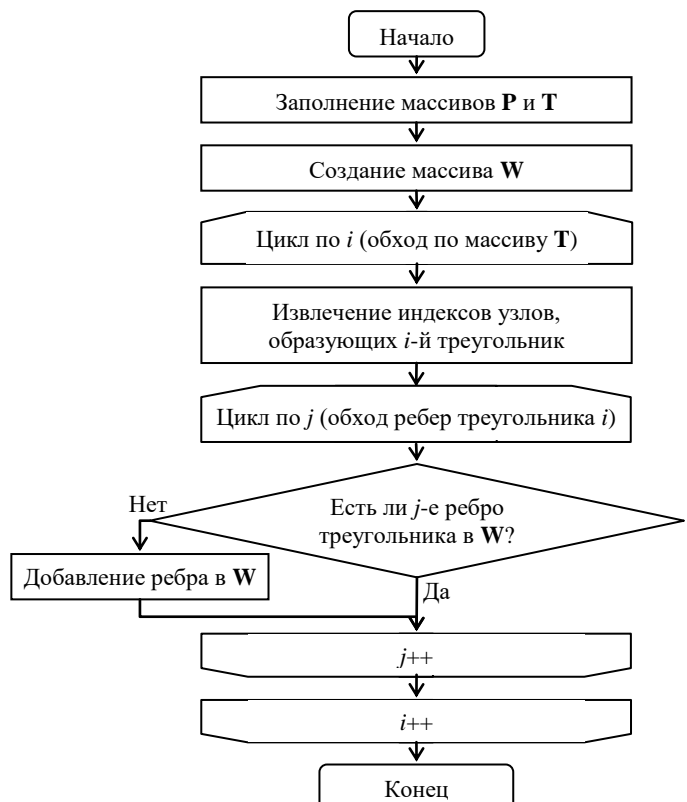 Начало
Заполнение массивов P и T
Создание массива W
Цикл по i (обход по массиву T)
Извлечение индексов узлов,
образующих i-й треугольник
Цикл по j (обход ребер треугольника i)
Есть ли j-е ребро
треугольника в W?
Нет
Добавление ребра в W
Да
j++
i++
Конец